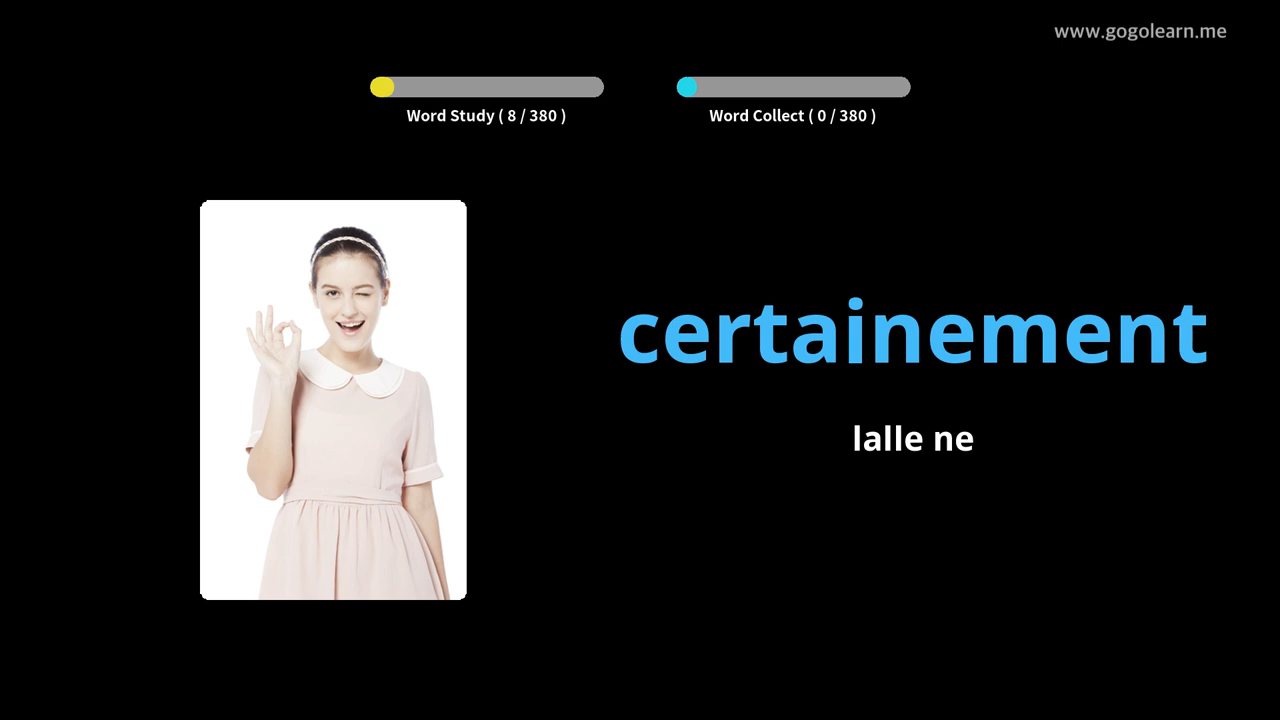 www.gogolearn.me
Word Study ( 8 / 380 )
Word Collect ( 0 / 380 )
certainement
lalle ne